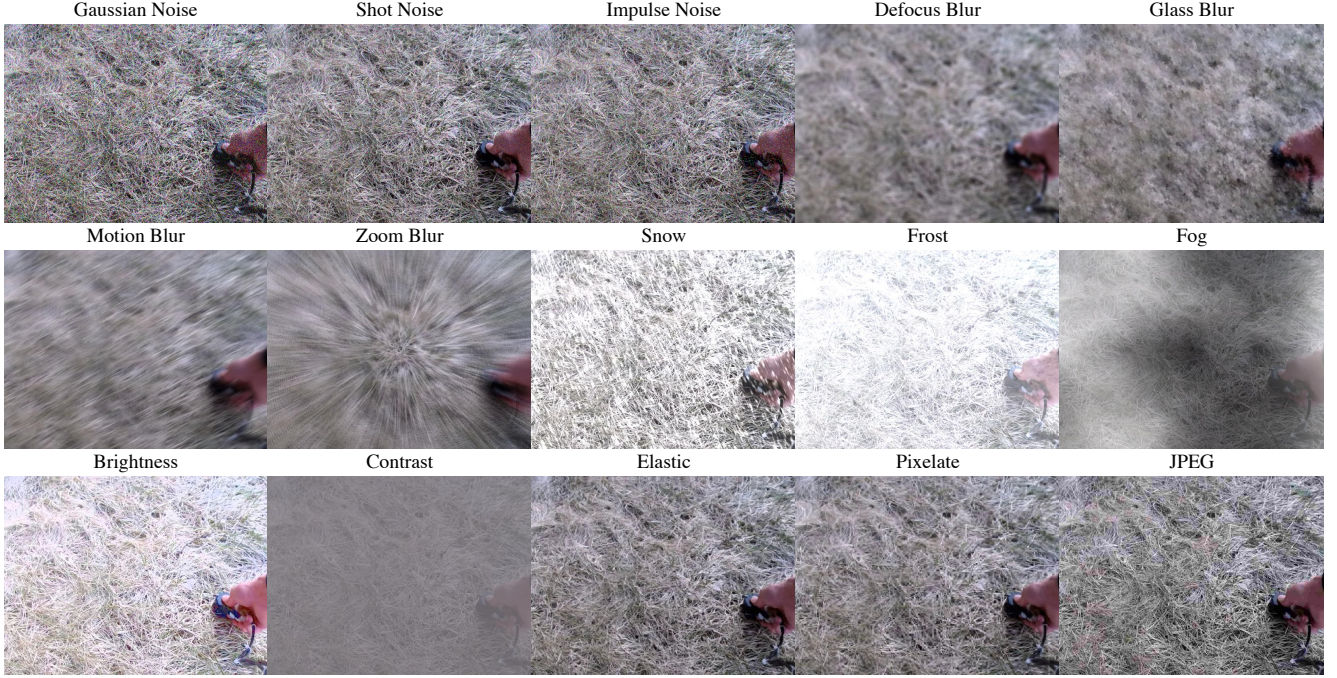 Gaussian Noise Shot Noise Impulse Noise Defocus Blur Glass Blur
Motion Blur Zoom Blur Snow Frost Fog
Brightness Contrast Elastic Pixelate JPEG